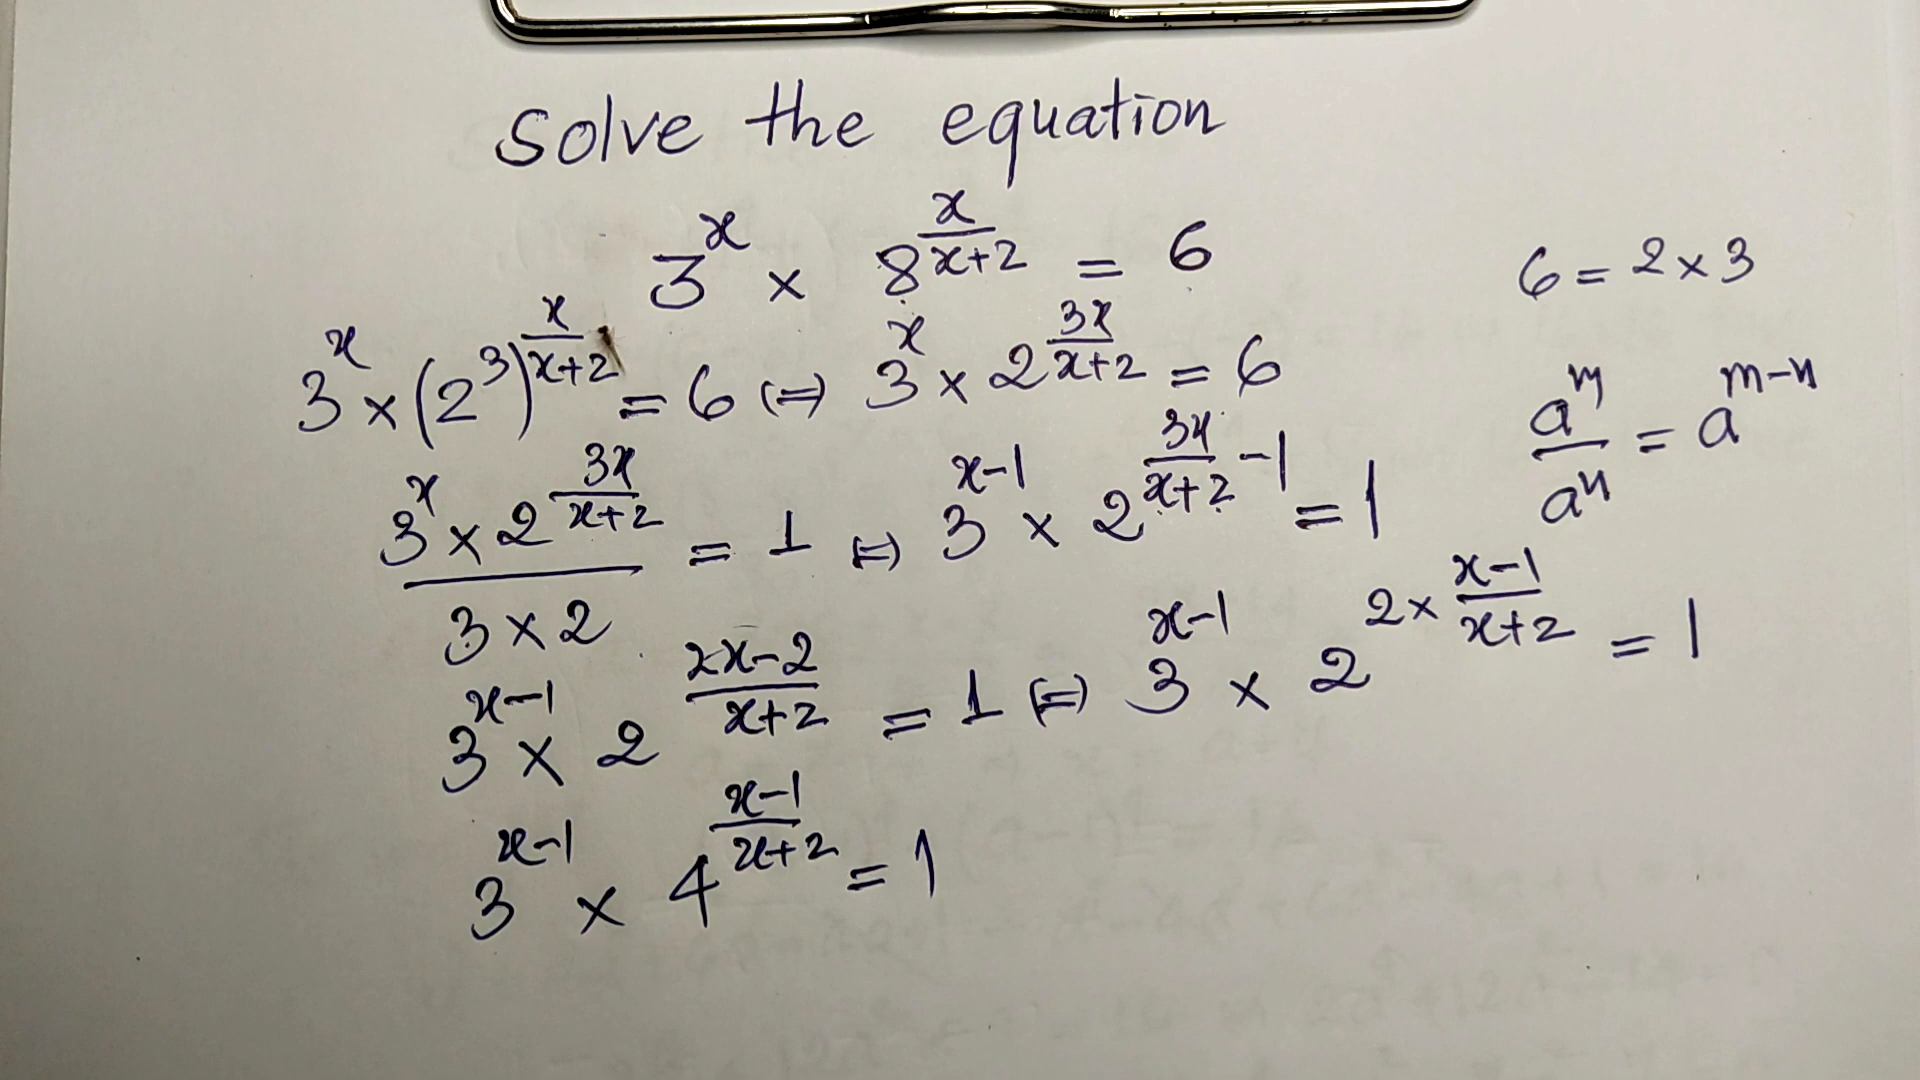 Solve the equation
3^x × 8^(x/(x+2)) = 6
6 = 2 × 3
3^x × (2^3)^(x/(x+2)) = 6 (=) 3^x × 2^(3x/(x+2)) = 6
a^m/a^n = a^(m-n)
(3^x × 2^(3x/(x+2)))/(3 × 2) = 1 (=) 3^(x-1) × 2^(3x/(x+2) - 1) = 1
3^(x-1) × 2^((2x-2)/(x+2)) = 1 (=) 3^(x-1) × 2^(2 × (x-1)/(x+2)) = 1
3^(x-1) × 4^((x-1)/(x+2)) = 1